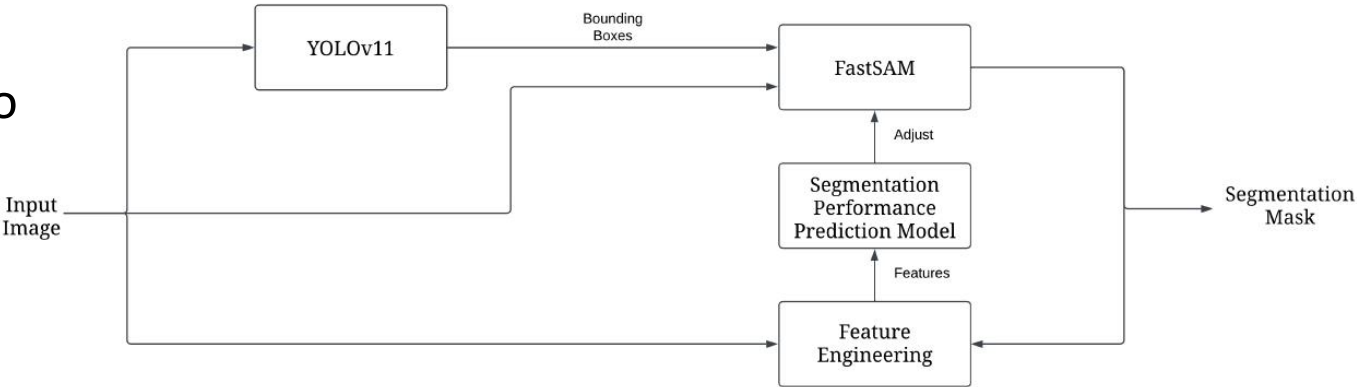 YOLOv11
Bounding
Boxes
FastSAM
o
Adjust
Input
Image
Segmentation
Performance
Prediction Model
Segmentation
Mask
Features
Feature
Engineering